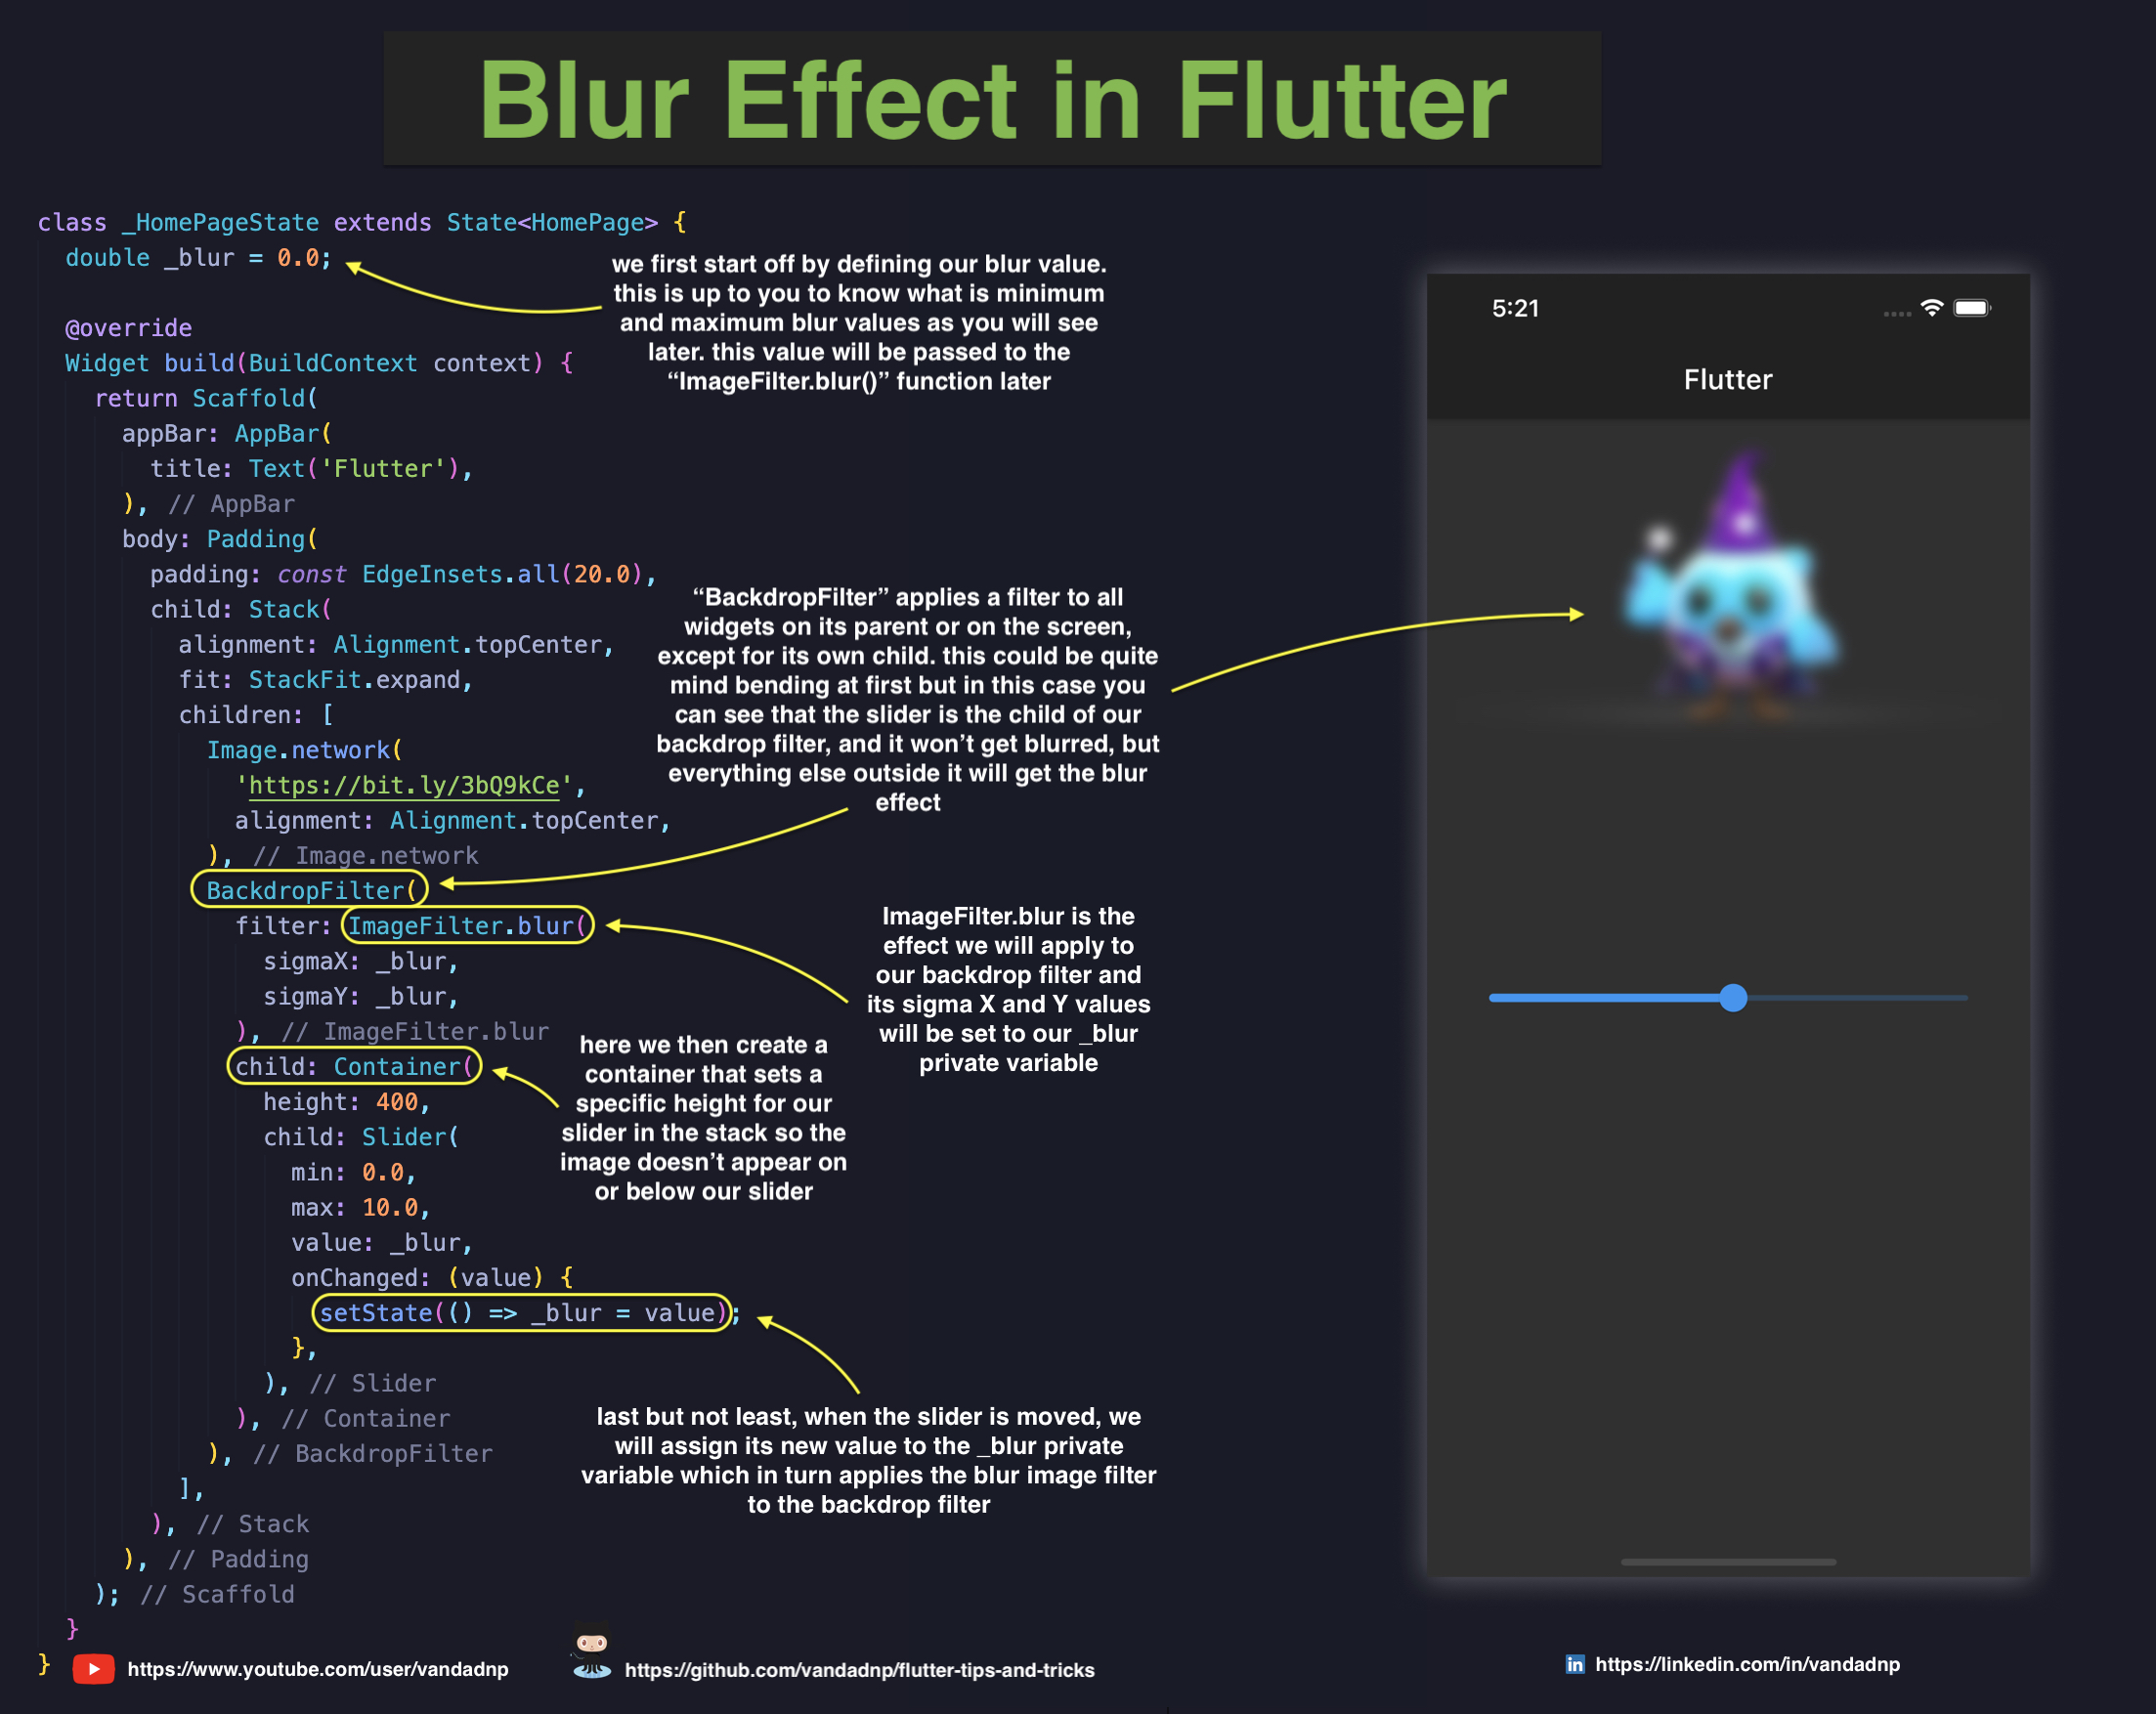 Blur Effect in Flutter
class _HomePageState extends State<HomePage> {
double _blur = 0.0;
we first start off by defining our blur value.
this is up to you to know what is minimum
and maximum blur values as you will see
later. this value will be passed to the
“ImageFilter.blur()” function later
@override
Widget build(BuildContext context) {
return Scaffold(
appBar: AppBar(
title: Text('Flutter'),
), // AppBar
body: Padding(
padding: const EdgeInsets.all(20.0),
child: Stack(
alignment: Alignment.topCenter,
fit: StackFit.expand,
children: [
Image.network(
'https://bit.ly/3bQ9kCe',
alignment: Alignment.topCenter,
), // Image.network
“BackdropFilter” applies a filter to all
widgets on its parent or on the screen,
except for its own child. this could be quite
mind bending at first but in this case you
can see that the slider is the child of our
backdrop filter, and it won’t get blurred, but
everything else outside it will get the blur
effect
BackdropFilter(
filter: ImageFilter.blur(
sigmaX: _blur,
sigmaY: _blur,
), // ImageFilter.blur
ImageFilter.blur is the
effect we will apply to
our backdrop filter and
its sigma X and Y values
will be set to our _blur
private variable
child: Container(
height: 400,
child: Slider(
min: 0.0,
max: 10.0,
value: _blur,
onChanged: (value) {
here we then create a
container that sets a
specific height for our
slider in the stack so the
image doesn’t appear on
or below our slider
setState(() => _blur = value);
},
), // Slider
), // Container
), // BackdropFilter
],
last but not least, when the slider is moved, we
will assign its new value to the _blur private
variable which in turn applies the blur image filter
to the backdrop filter
), // Stack
), // Padding
); // Scaffold
}
}
5:21
Flutter
https://www.youtube.com/user/vandadnp
https://github.com/vandadnp/flutter-tips-and-tricks
in https://linkedin.com/in/vandadnp